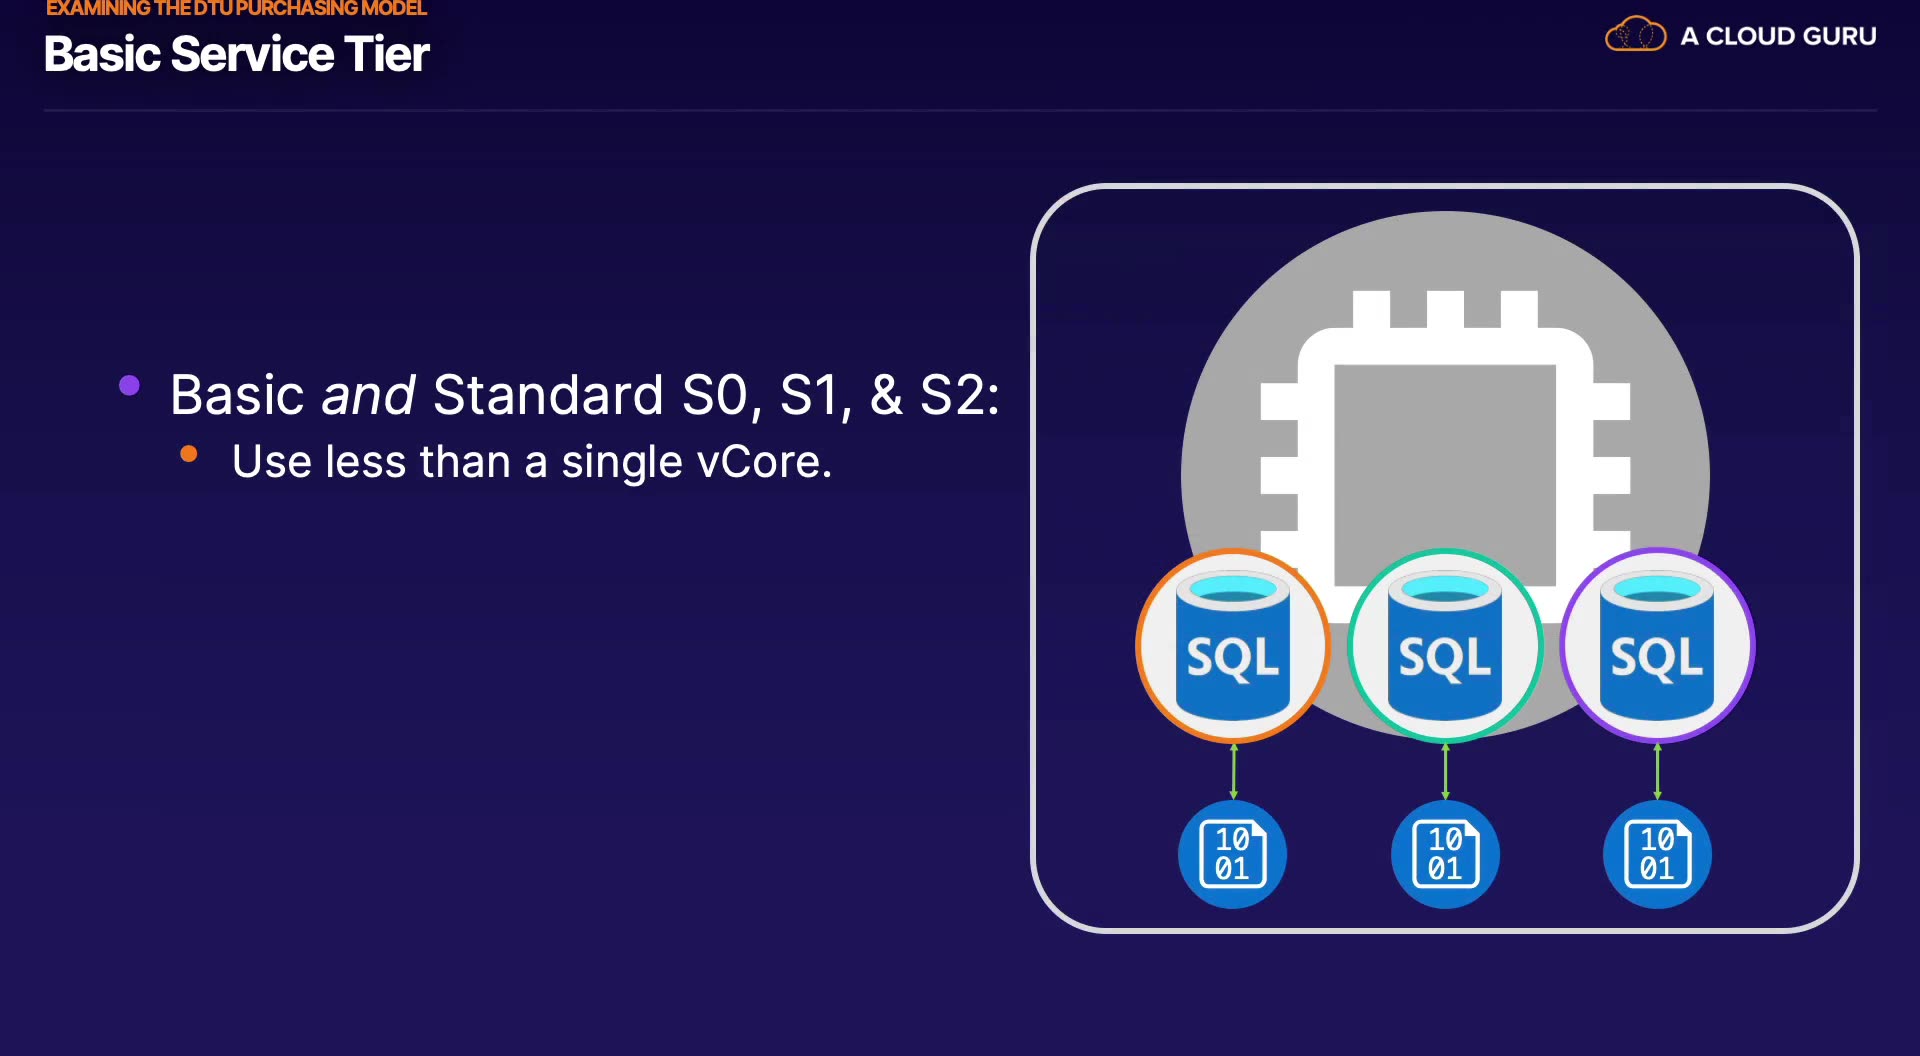 EXAMINING THE DTU PURCHASING MODEL
Basic Service Tier
A CLOUD GURU
Basic and Standard S0, S1, & S2:
Use less than a single vCore.
SQL SQL SQL
10 10 10
01 01 01